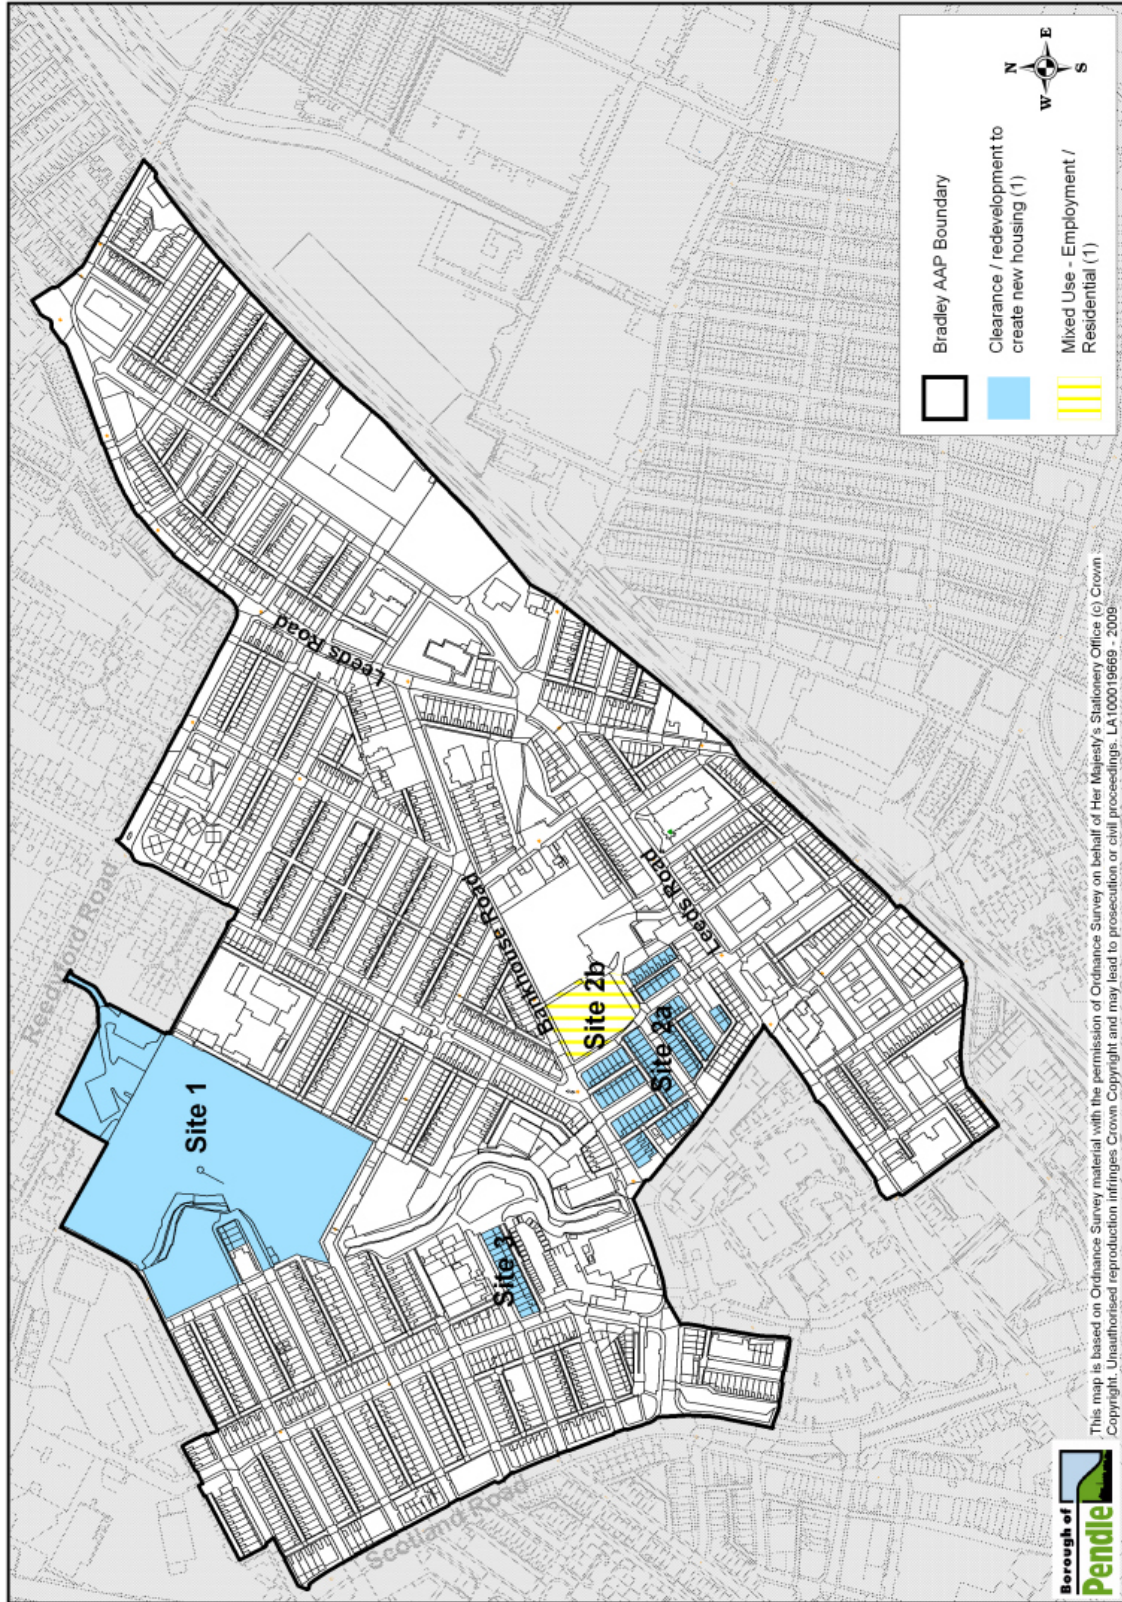 Reedyford Road
Site 1
Leeds Road
Bankhouse Road
Site 2b
Leeds Road
Site 2a
Site 3
Scotland Road
N
E
S
W
Bradley AAP Boundary
Clearance / redevelopment to
create new housing (1)
Mixed Use - Employment /
Residential (1)
Borough of
Pendle
This map is based on Ordnance Survey material with the permission of Ordnance Survey on behalf of Her Majesty's Stationery Office (c) Crown
Copyright. Unauthorised reproduction infringes Crown Copyright and may lead to prosecution or civil proceedings. LA100019669 - 2009